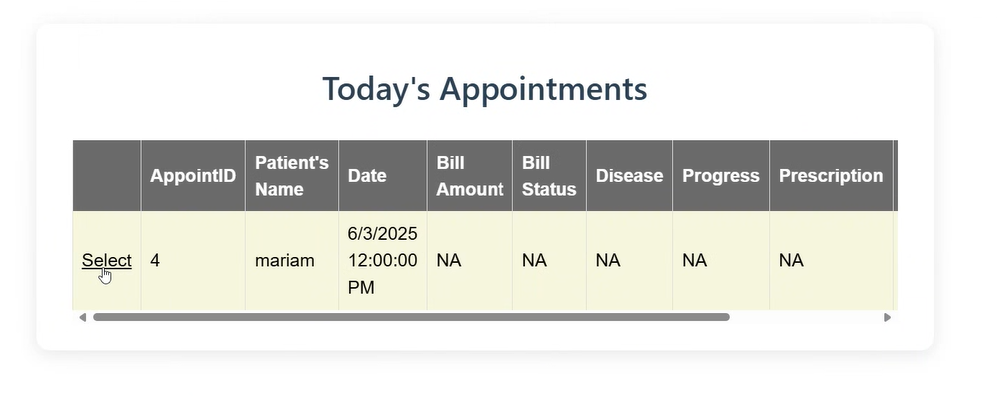 Today's Appointments
AppointID
Patient's
Name
Date
Bill
Amount
Bill
Status
Disease
Progress
Prescription
Select
4
mariam
6/3/2025
12:00:00
PM
NA
NA
NA
NA
NA